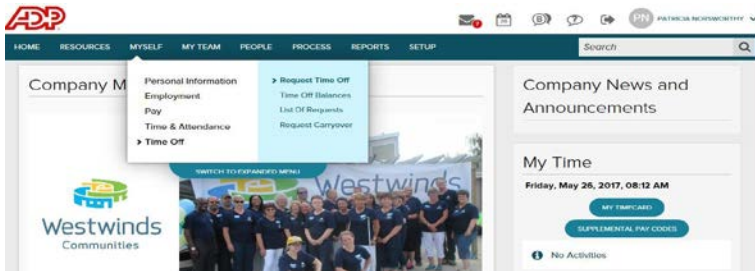 ADP
PN PATRICIA NORSWORTHY
HOME RESOURCES MYSELF MY TEAM PEOPLE PROCESS REPORTS SETUP Search
Company M
Personal Information
Employment
Pay
Time & Attendance
> Time Off
> Request Time Off
Time Off Balances
List Of Requests
Request Carryover
SWITCH TO EXPANDED MENU
Westwinds
Communities
Westwinds
Company News and
Announcements
My Time
Friday, May 26, 2017, 08:12 AM
MY TIMECARD
SUPPLEMENTAL PAY CODES
No Activities